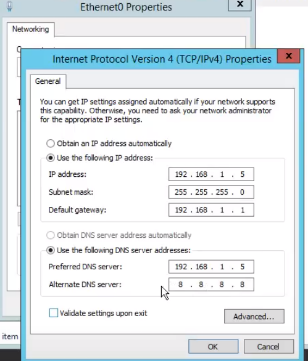 Ethernet0 Properties
x
Networking
Internet Protocol Version 4 (TCP/IPv4) Properties
x
General
You can get IP settings assigned automatically if your network supports
this capability. Otherwise, you need to ask your network administrator
for the appropriate IP settings.
Obtain an IP address automatically
Use the following IP address:
IP address: 192 . 168 . 1 . 5
Subnet mask: 255 . 255 . 255 . 0
Default gateway: 192 . 168 . 1 . 1
Obtain DNS server address automatically
Use the following DNS server addresses:
Preferred DNS server: 192 . 168 . 1 . 5
Alternate DNS server: 8 . 8 . 8 . 8
Validate settings upon exit
Advanced...
item
OK Cancel